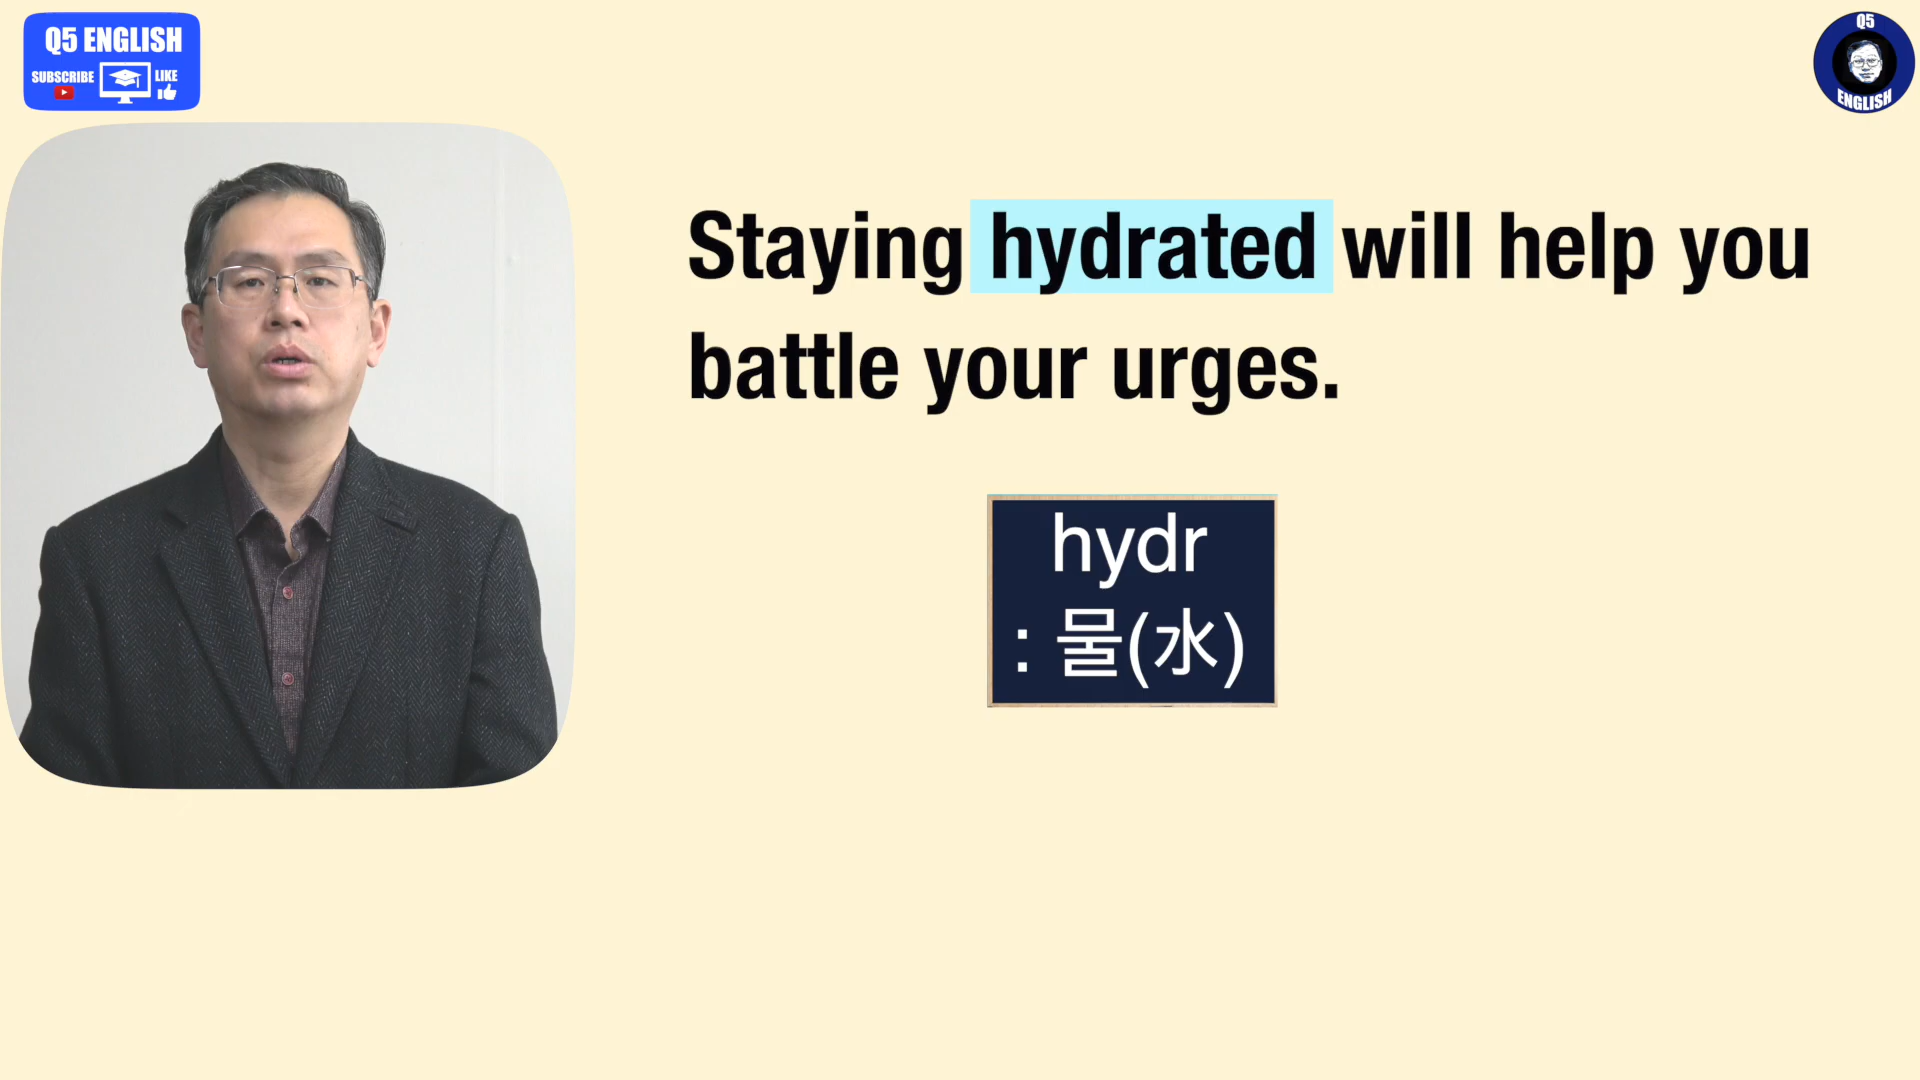 Q5 ENGLISH
SUBSCRIBE
LIKE
Q5
ENGLISH
Staying hydrated will help you
battle your urges.
hydr
: 물(水)